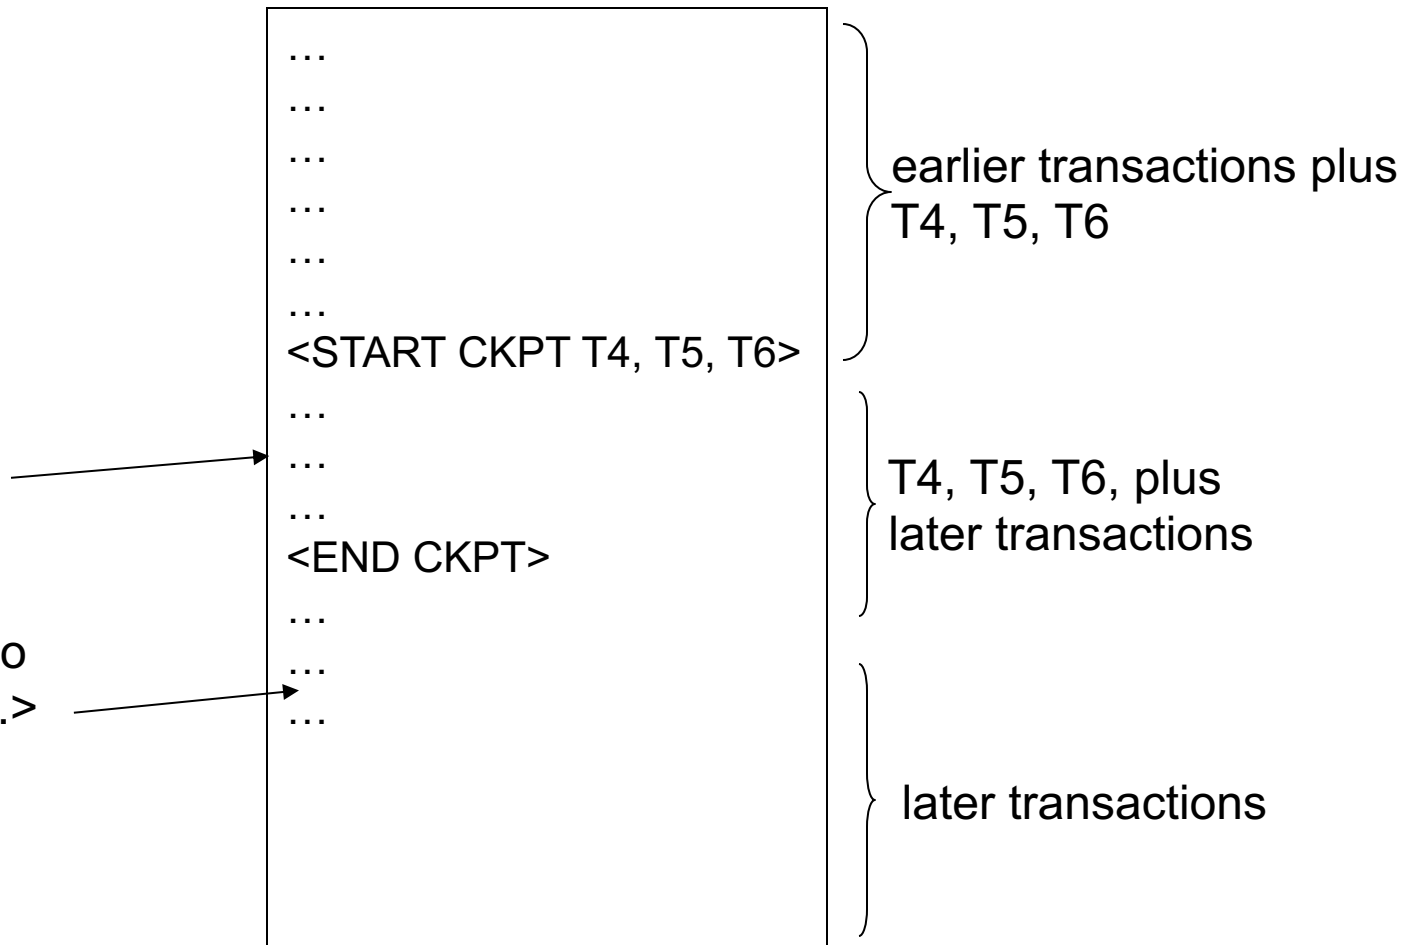 …
…
…
…
…
…
<START CKPT T4, T5, T6>
…
…
…
<END CKPT>
…
…
…
earlier transactions plus
T4, T5, T6
T4, T5, T6, plus
later transactions
later transactions
o
.>